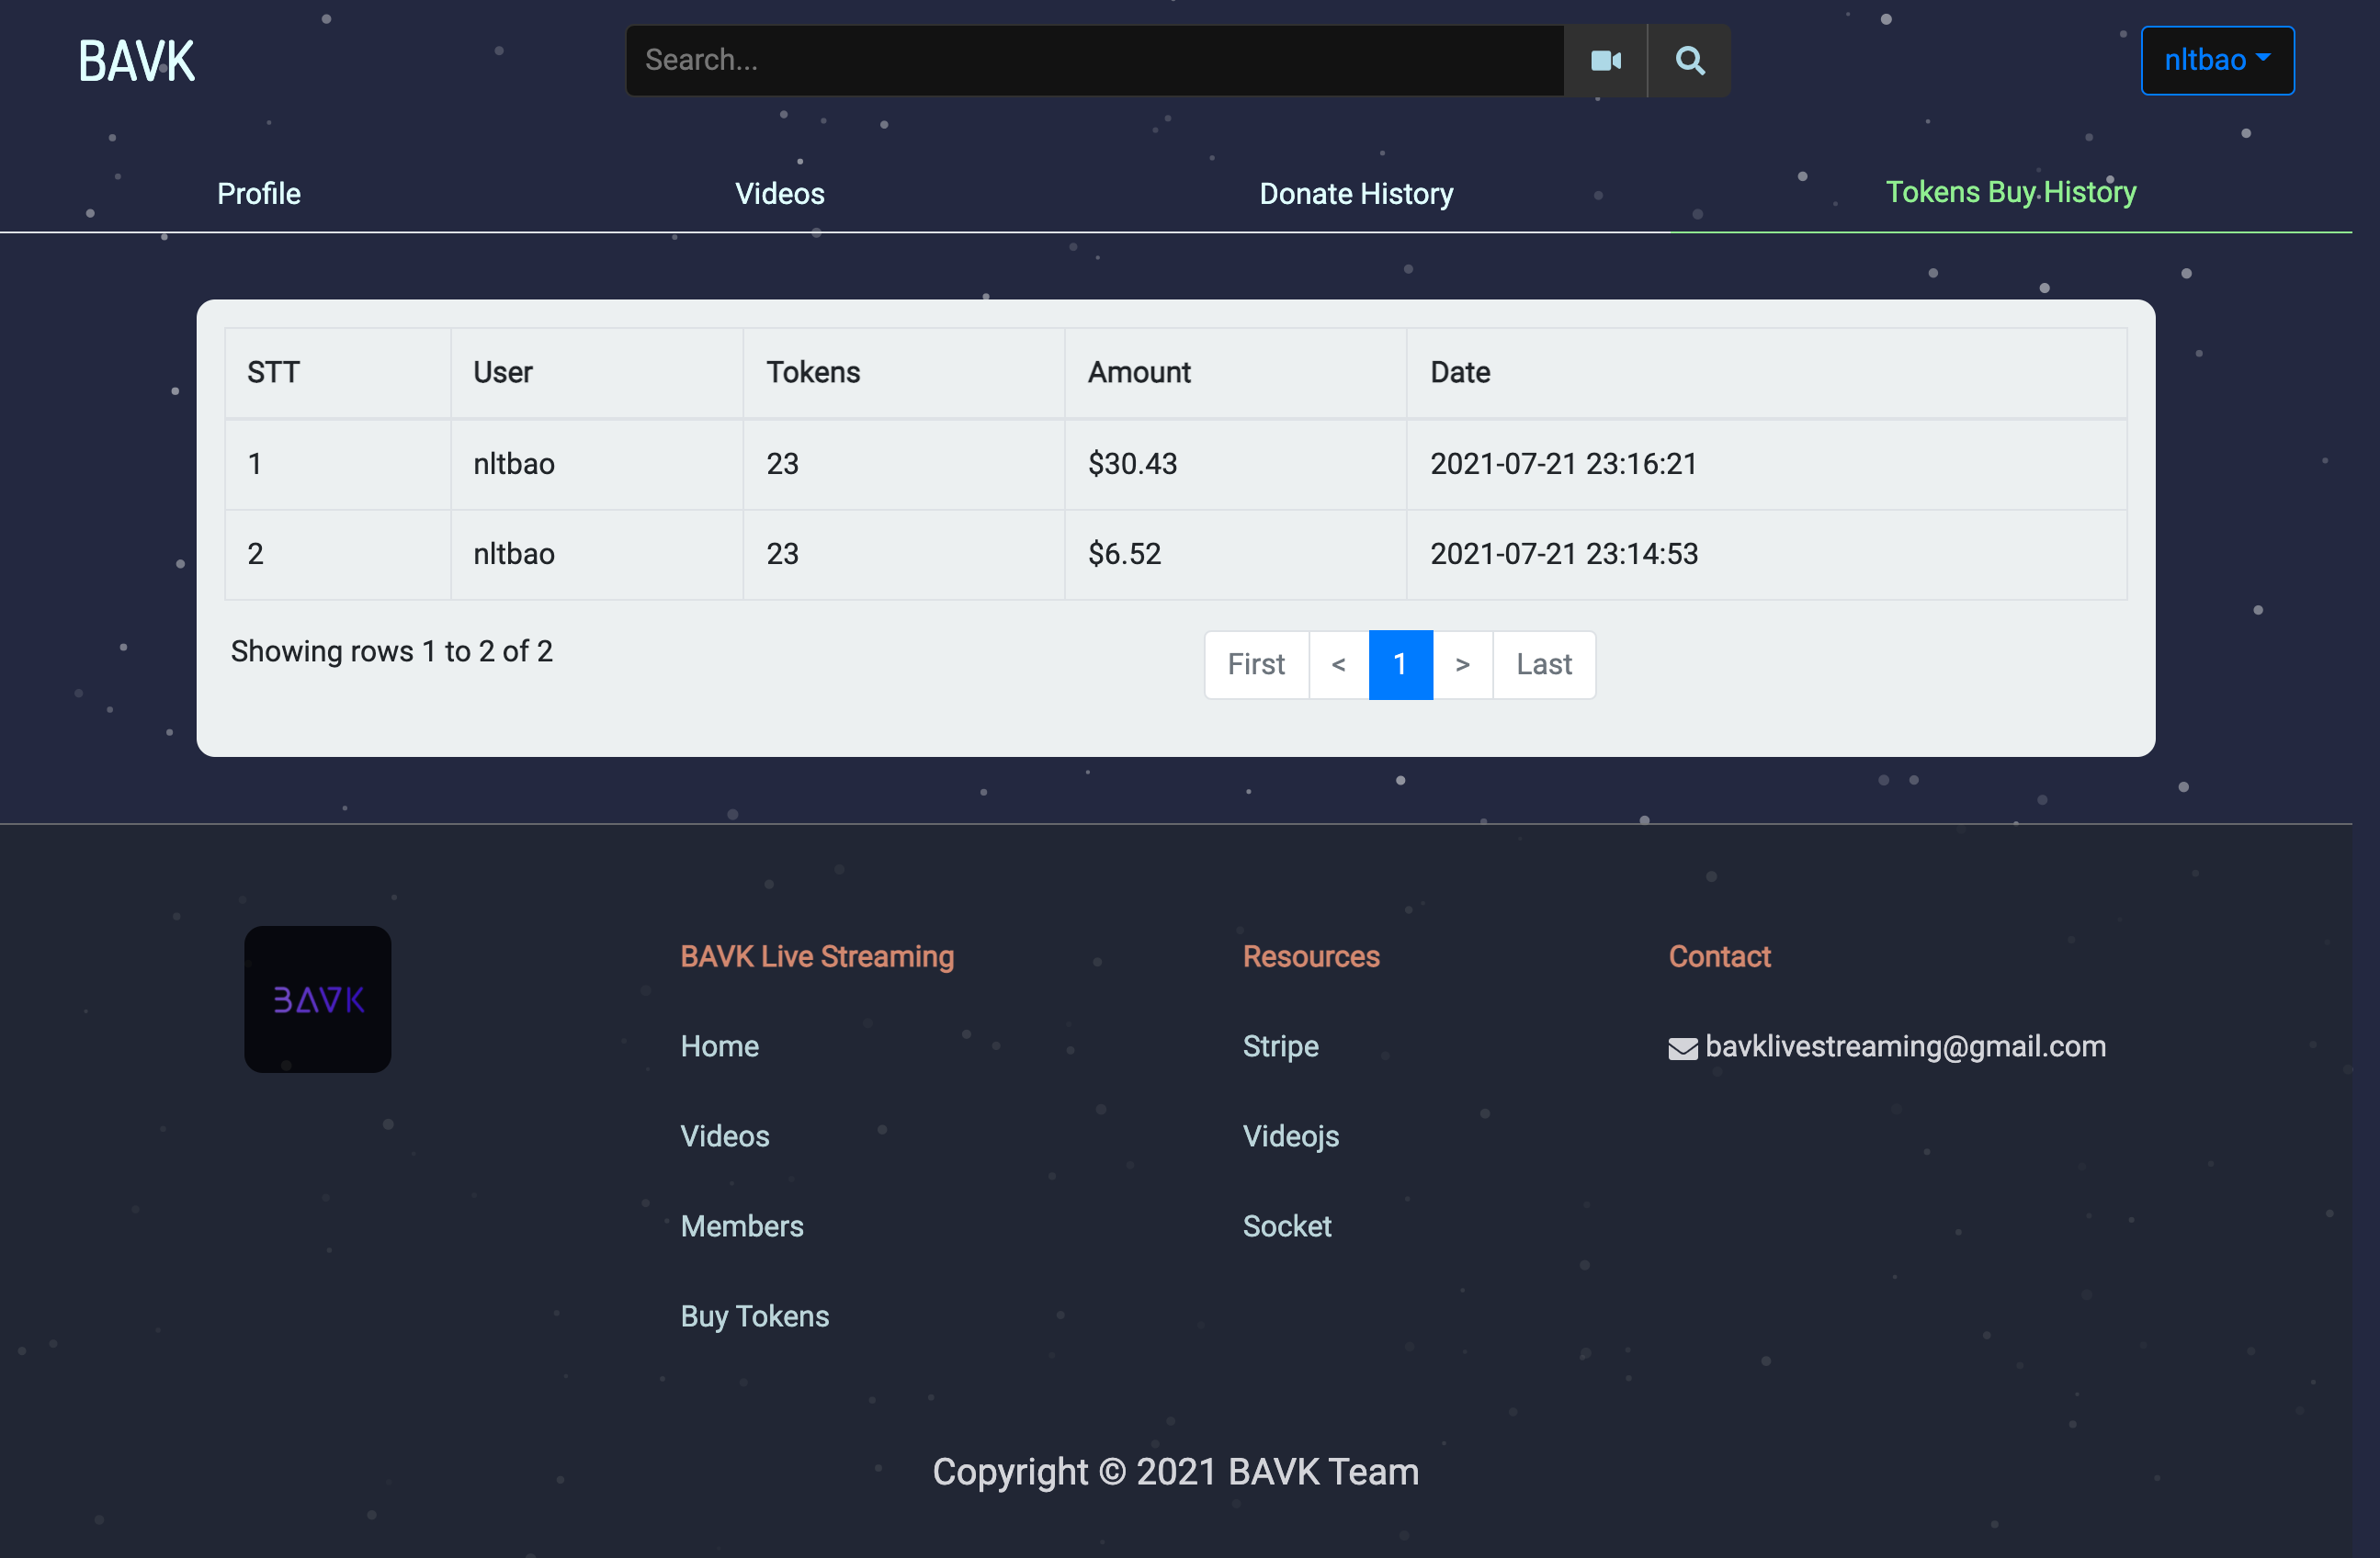 BAVK
Search...
nltbao
Profile Videos Donate History Tokens Buy History
STT User Tokens Amount Date
1 nltbao 23 $30.43 2021-07-21 23:16:21
2 nltbao 23 $6.52 2021-07-21 23:14:53
Showing rows 1 to 2 of 2
First < 1 > Last
BAVK
BAVK Live Streaming
Home
Videos
Members
Buy Tokens
Resources
Stripe
Videojs
Socket
Contact
bavklivestreaming@gmail.com
Copyright © 2021 BAVK Team